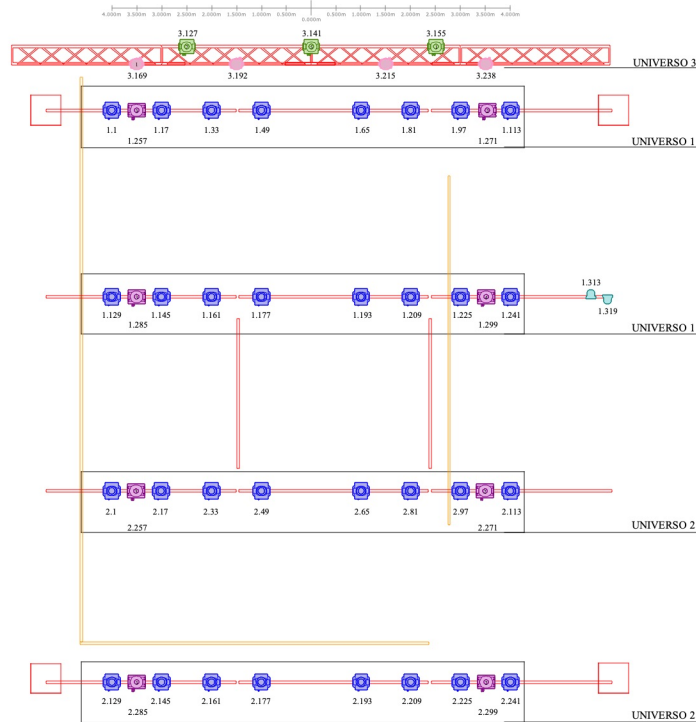 4.000m 3.500m 3.000m 2.500m 2.000m 1.500m 1.000m 0.500m 0.500m 1.000m 1.500m 2.000m 2.500m 3.000m 3.500m 4.000m
0.000m
3.127 3.141 3.155
UNIVERSO 3
3.169 3.192 3.215 3.238
1.1 1.17 1.33 1.49 1.65 1.81 1.97 1.113
1.257 1.271
UNIVERSO 1
1.313
1.319
1.129 1.145 1.161 1.177 1.193 1.209 1.225 1.241
1.285 1.299
UNIVERSO 1
2.1 2.17 2.33 2.49 2.65 2.81 2.97 2.113
2.257 2.271
UNIVERSO 2
2.129 2.145 2.161 2.177 2.193 2.209 2.225 2.241
2.285 2.299
UNIVERSO 2